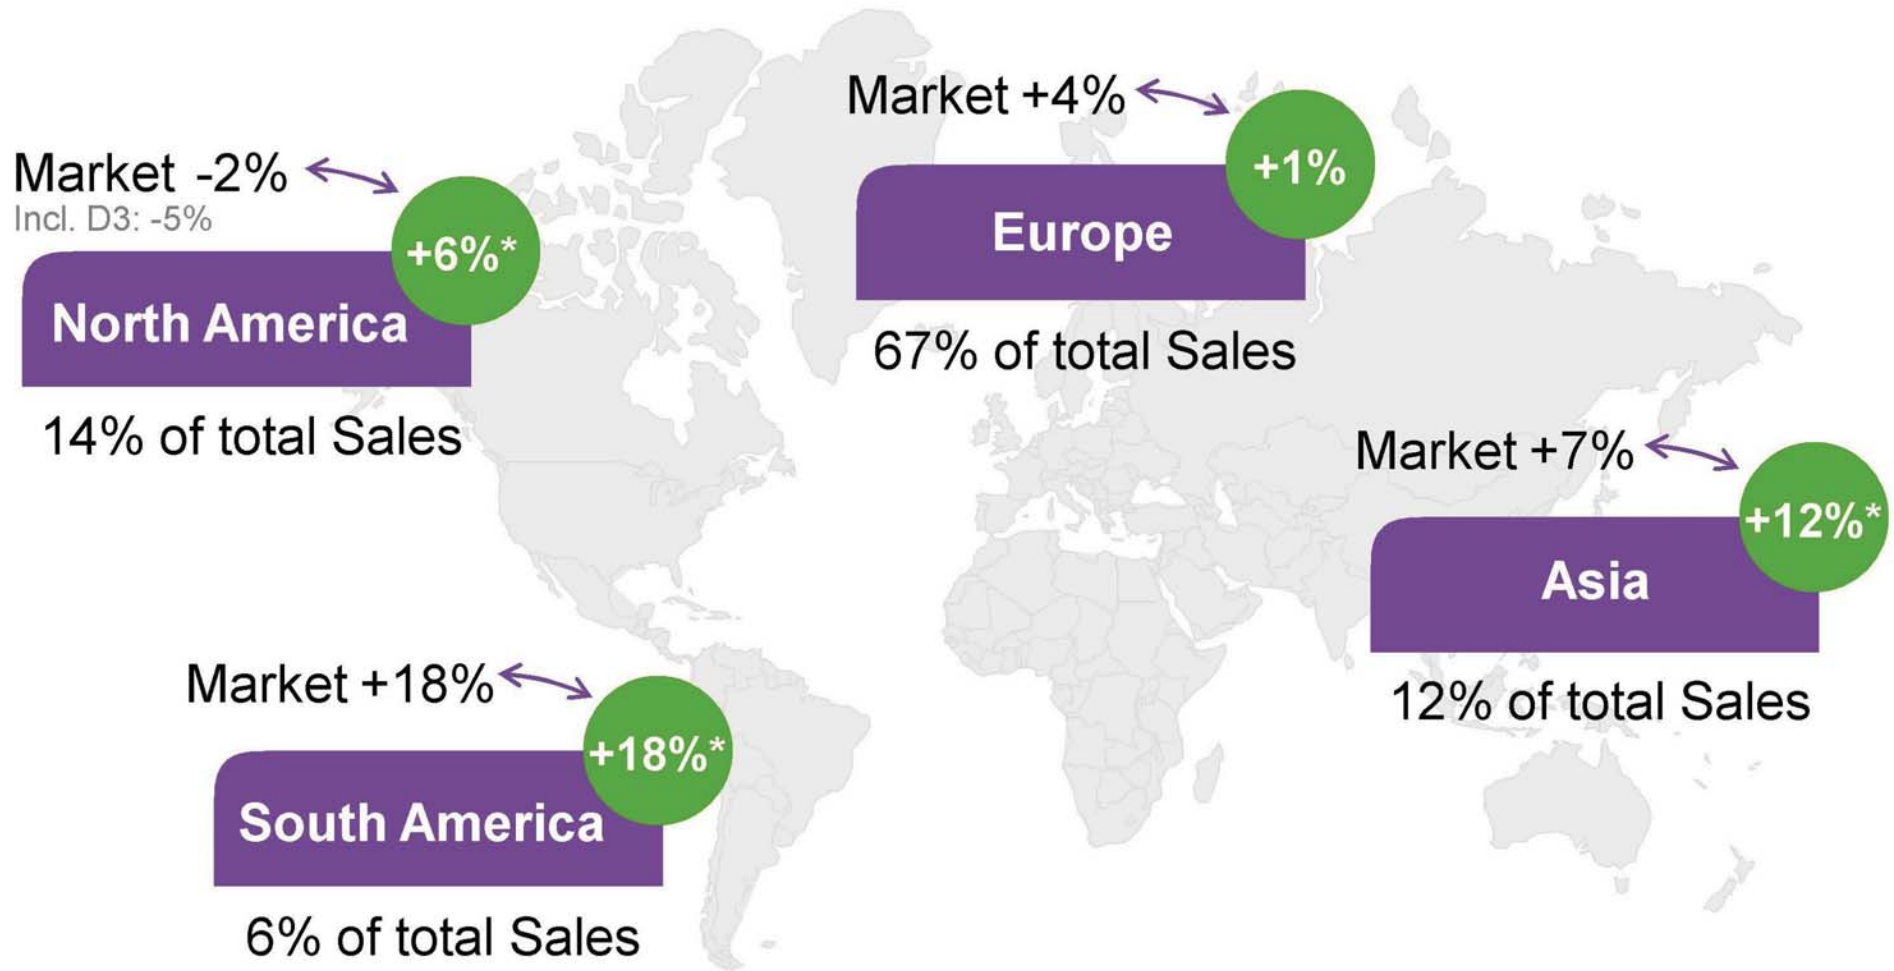 Market +4%
+1%
Europe
67% of total Sales
Market -2%
Incl. D3: -5%
+6%*
North America
14% of total Sales
Market +7%
+12%*
Asia
12% of total Sales
Market +18%
+18%*
South America
6% of total Sales